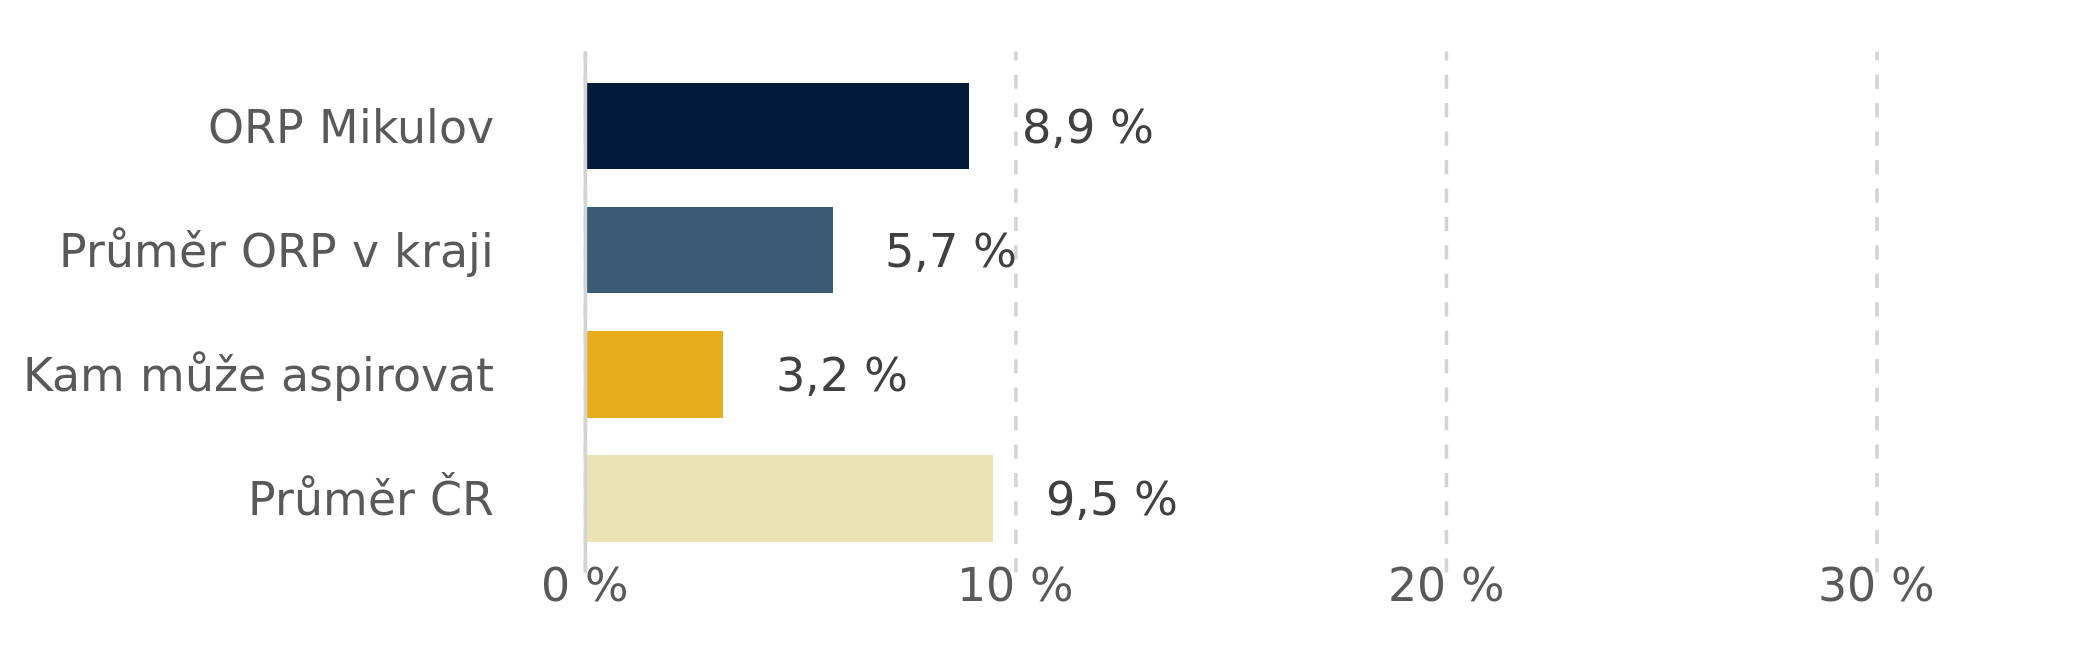 ORP Mikulov 8,9 %
Průměr ORP v kraji 5,7 %
Kam může aspirovat 3,2 %
Průměr ČR 9,5 %
0 % 10 % 20 % 30 %